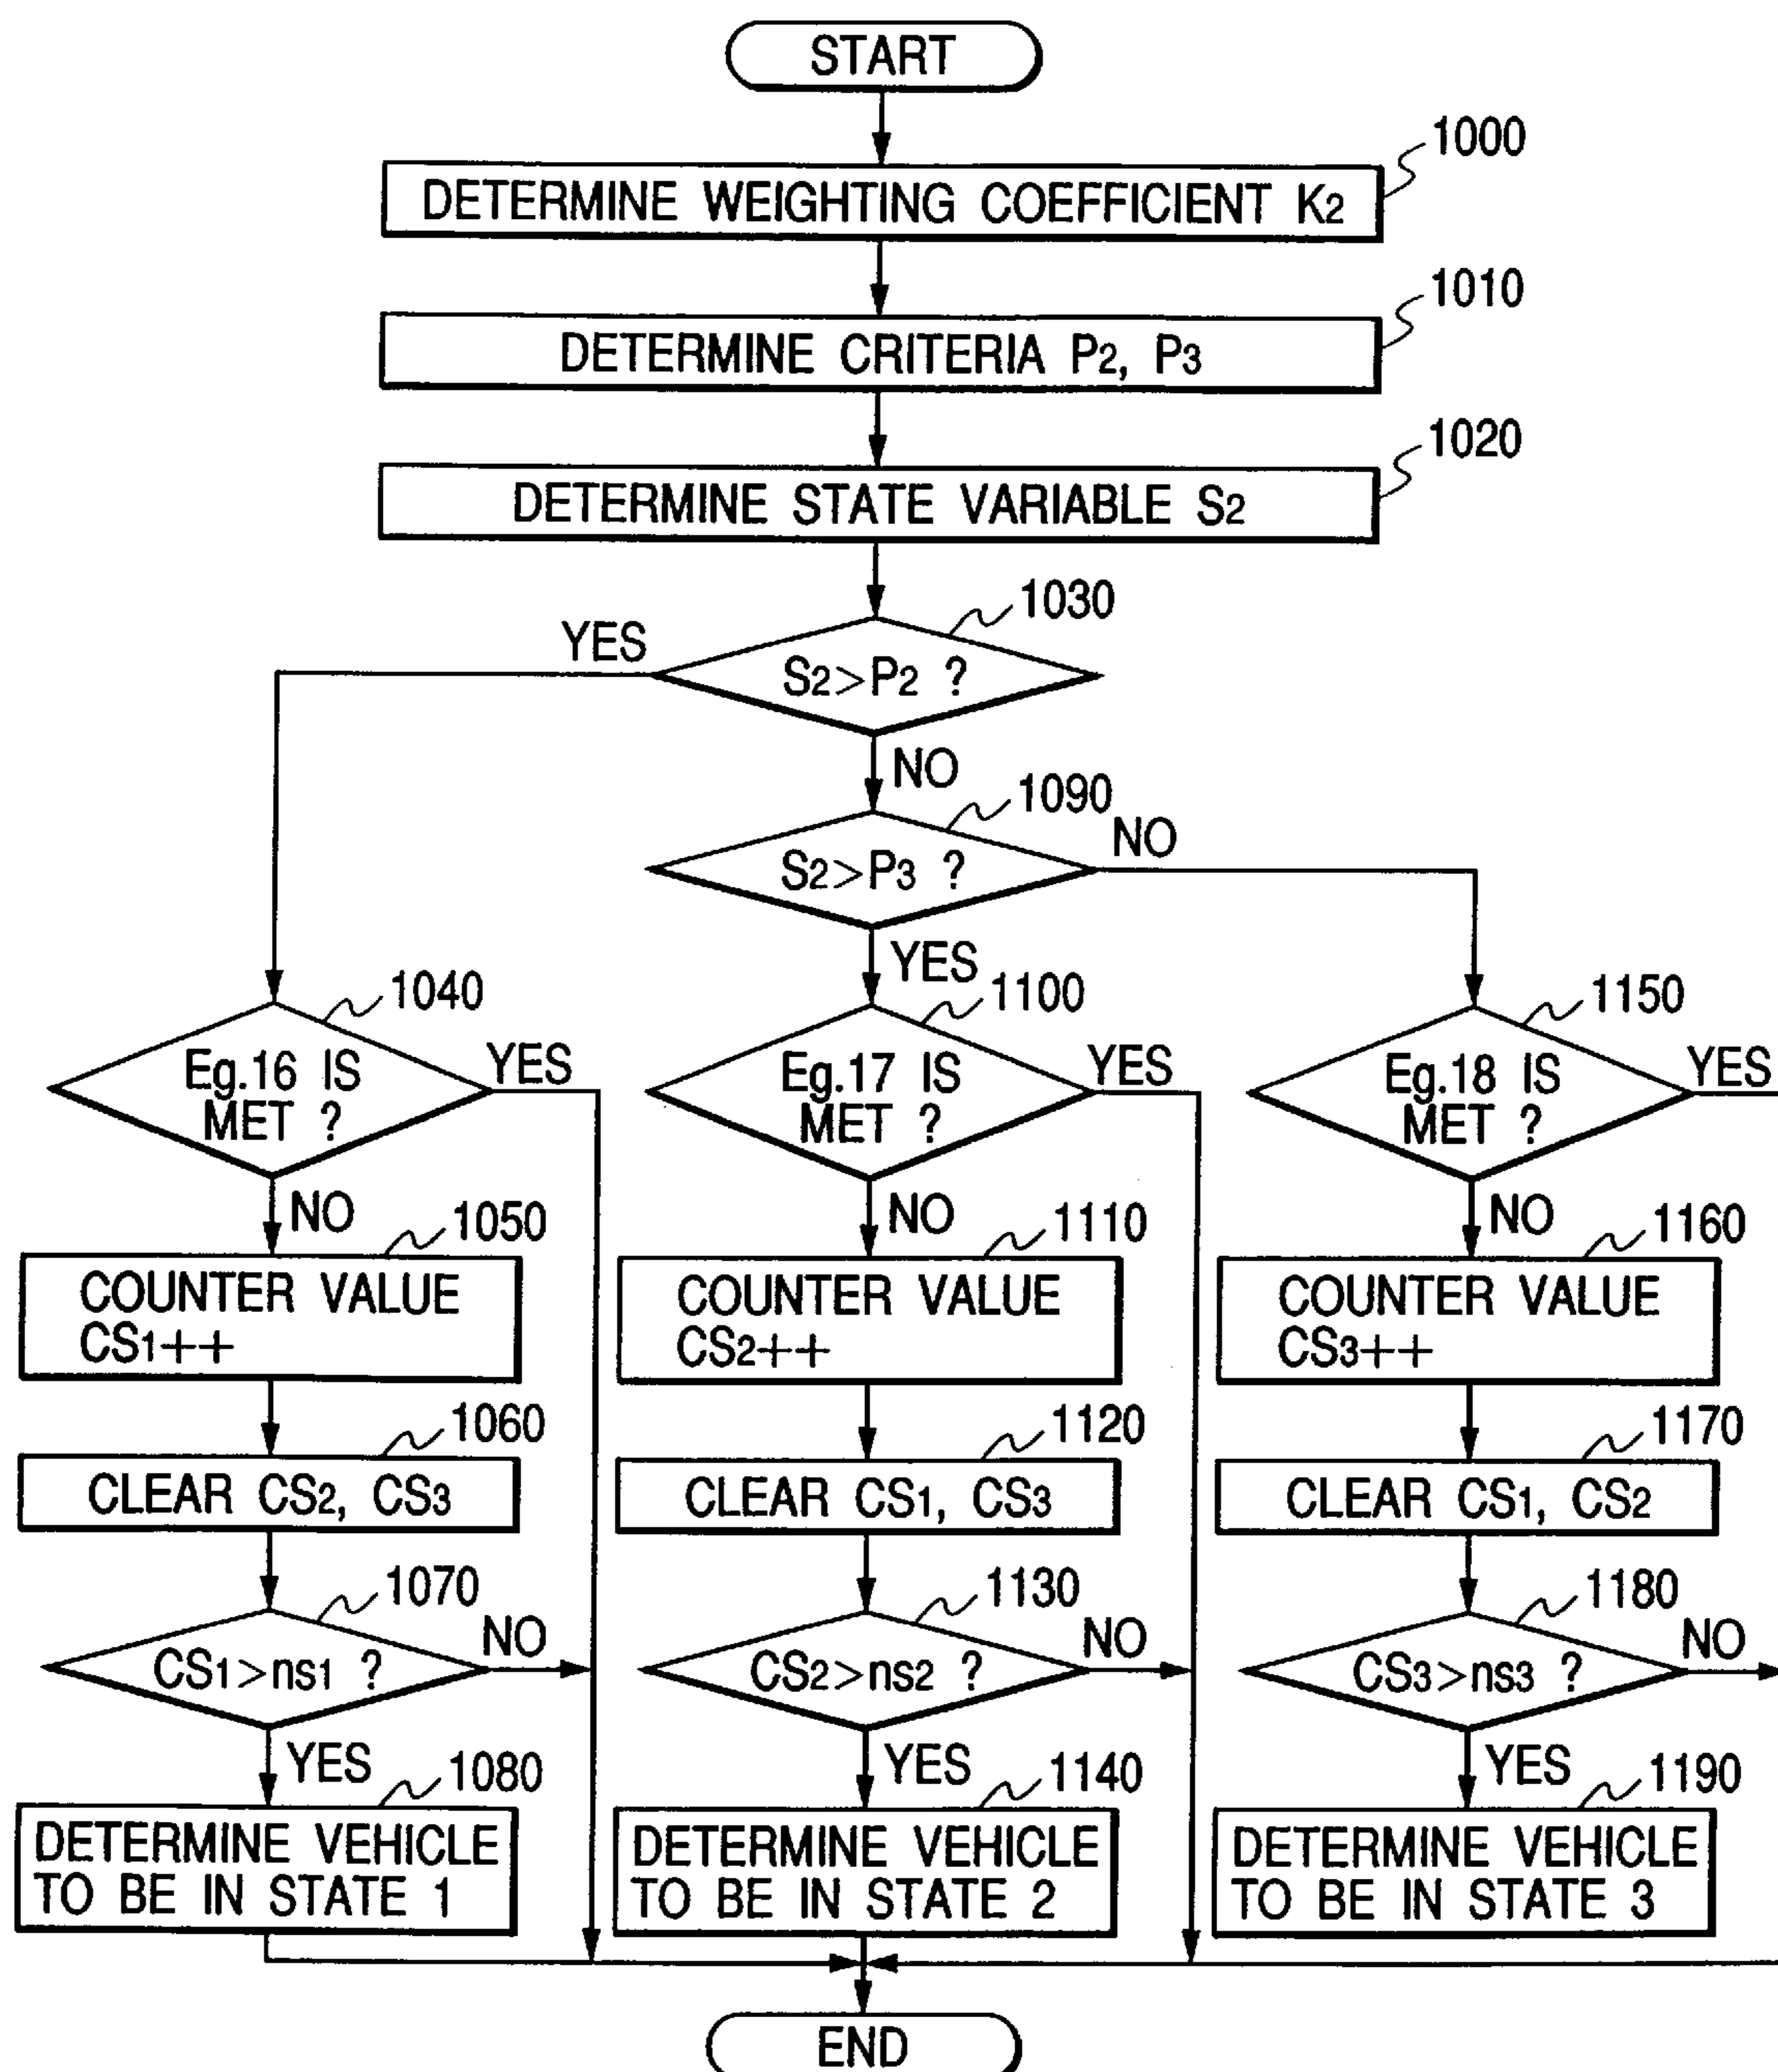 START
1000
DETERMINE WEIGHTING COEFFICIENT K2
1010
DETERMINE CRITERIA P2, P3
1020
DETERMINE STATE VARIABLE S2
1030
YES
S2>P2 ?
NO
1090
NO
S2>P3 ?
YES
1040
Eg.16 IS
MET ?
YES
NO
1050
COUNTER VALUE
CS1++
1060
CLEAR CS2, CS3
1070
CS1>ns1 ?
NO
YES
1080
DETERMINE VEHICLE
TO BE IN STATE 1
1100
Eg.17 IS
MET ?
YES
NO
1110
COUNTER VALUE
CS2++
1120
CLEAR CS1, CS3
1130
CS2>ns2 ?
NO
YES
1140
DETERMINE VEHICLE
TO BE IN STATE 2
1150
Eg.18 IS
MET ?
YES
NO
1160
COUNTER VALUE
CS3++
1170
CLEAR CS1, CS2
1180
CS3>ns3 ?
NO
YES
1190
DETERMINE VEHICLE
TO BE IN STATE 3
END